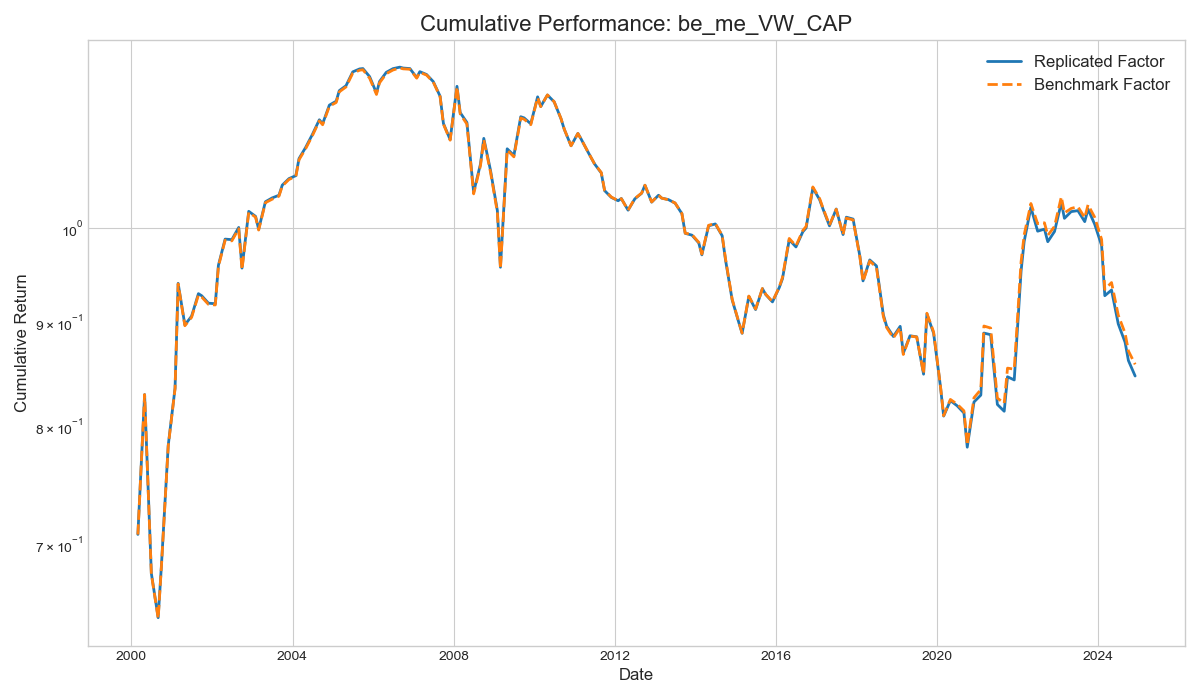 Cumulative Performance: be_me_VW_CAP
Replicated Factor
Benchmark Factor
10⁰
9 × 10⁻¹
8 × 10⁻¹
7 × 10⁻¹
Cumulative Return
2000 2004 2008 2012 2016 2020 2024
Date